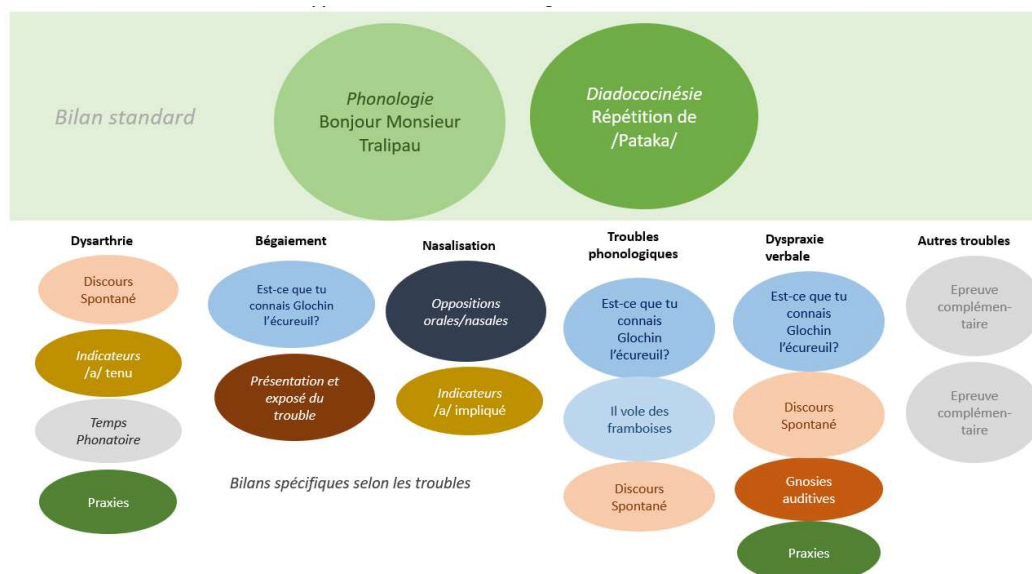 Bilan standard
Phonologie
Bonjour Monsieur
Tralipau
Diadococinésie
Répétition de
/Pataka/
Dysarthrie
Discours
Spontané
Indicateurs
/a/ tenu
Temps
Phonatoire
Praxies
Bégaiement
Est-ce que tu
connais Glochin
l'écureuil?
Présentation et
exposé du
trouble
Nasalisation
Oppositions
orales/nasales
Indicateurs
/a/ impliqué
Bilans spécifiques selon les troubles
Troubles
phonologiques
Est-ce que tu
connais
Glochin
l'écureuil?
Il vole des
framboises
Discours
Spontané
Dyspraxie
verbale
Est-ce que tu
connais
Glochin
l'écureuil?
Discours
Spontané
Gnosies
auditives
Praxies
Autres troubles
Epreuve
complémen-
taire
Epreuve
complémen-
taire